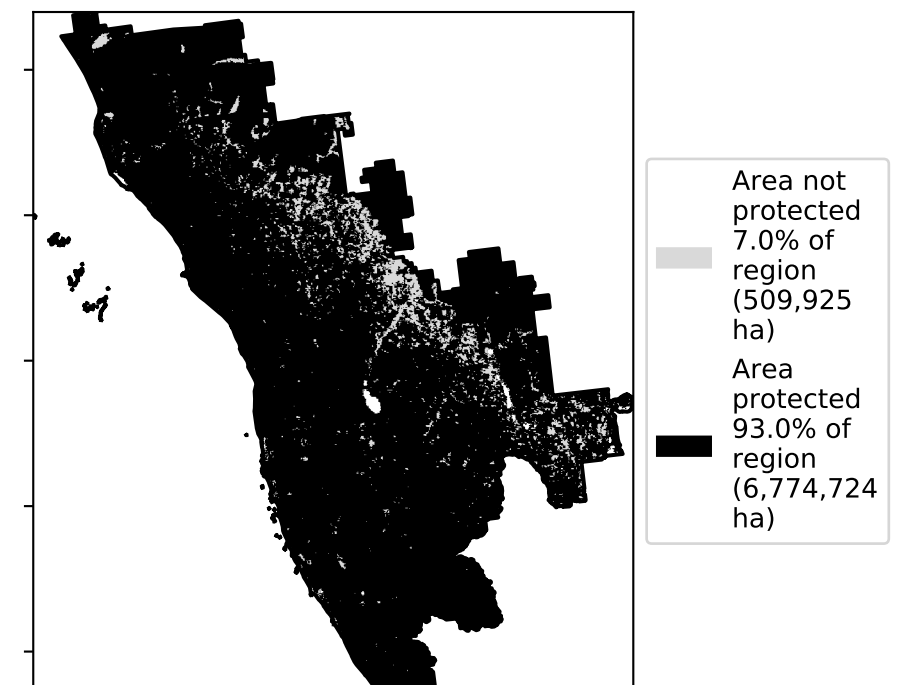 Area not
protected
7.0% of
region
(509,925
ha)
Area
protected
93.0% of
region
(6,774,724
ha)